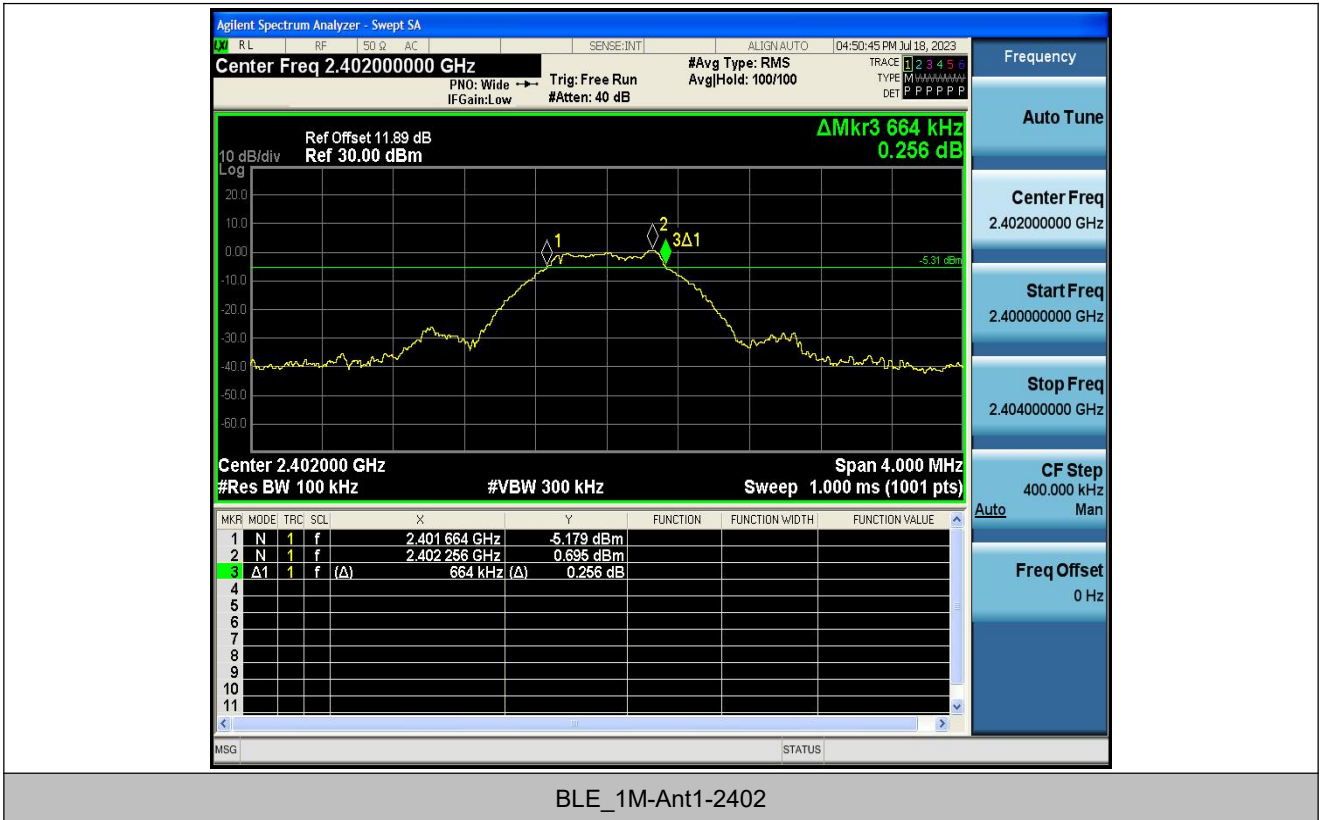 Agilent Spectrum Analyzer - Swept SA
LXI RL RF 50 Ω AC SENSE:INT ALIGN AUTO 04:50:45 PM Jul 18, 2023
Center Freq 2.402000000 GHz
PNO: Wide
IFGain:Low
Trig: Free Run
#Atten: 40 dB
#Avg Type: RMS
Avg|Hold: 100/100
TRACE 1 2 3 4 5 6
TYPE M
DET P P P P P P
Frequency
Auto Tune
Center Freq
2.402000000 GHz
Start Freq
2.400000000 GHz
Stop Freq
2.404000000 GHz
CF Step
400.000 kHz
Auto Man
Freq Offset
0 Hz
ΔMkr3 664 kHz
0.256 dB
Ref Offset 11.89 dB
10 dB/div Ref 30.00 dBm
Log
20.0
10.0
0.00
-10.0
-20.0
-30.0
-40.0
-50.0
-60.0
1
2
3Δ1
-5.31 dBm
Center 2.402000 GHz Span 4.000 MHz
#Res BW 100 kHz #VBW 300 kHz Sweep 1.000 ms (1001 pts)
MKR MODE TRC SCL X Y FUNCTION FUNCTION WIDTH FUNCTION VALUE
1 N 1 f 2.401 664 GHz -5.179 dBm
2 N 1 f 2.402 256 GHz 0.695 dBm
3 Δ1 1 f (Δ) 664 kHz (Δ) 0.256 dB
4
5
6
7
8
9
10
11
MSG STATUS
BLE_1M-Ant1-2402